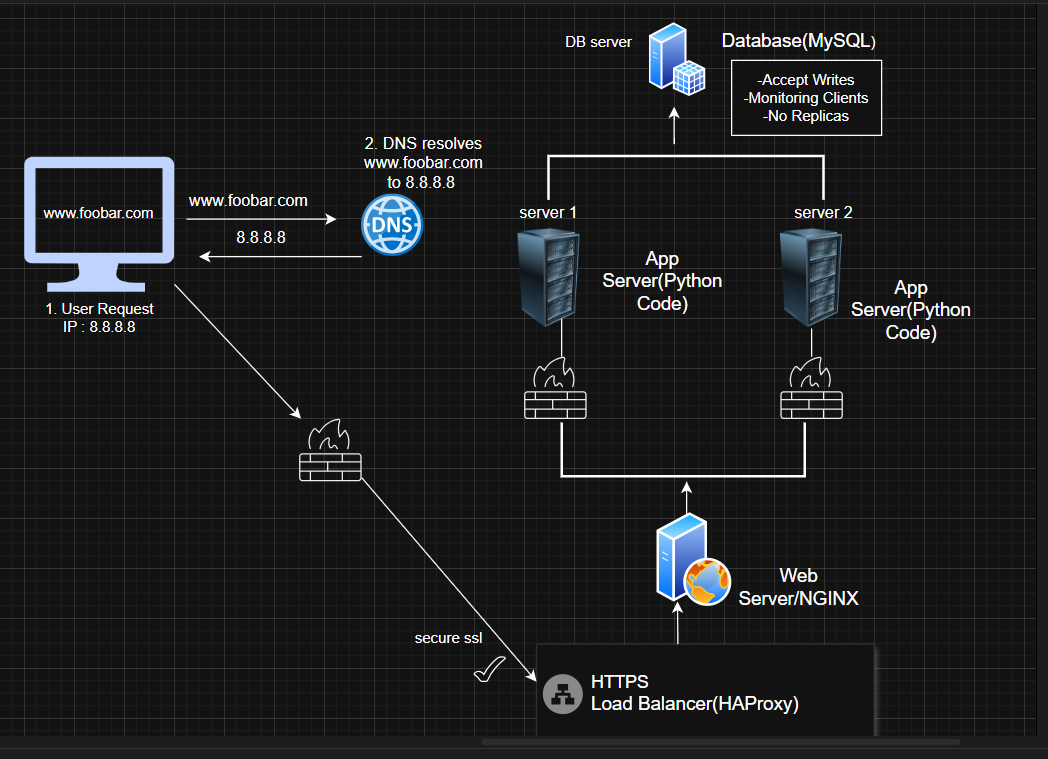 DB server
Database(MySQL)
-Accept Writes
-Monitoring Clients
-No Replicas
2. DNS resolves
www.foobar.com
to 8.8.8.8
www.foobar.com
www.foobar.com
DNS
8.8.8.8
1. User Request
IP : 8.8.8.8
server 1
server 2
App
Server(Python
Code)
App
Server(Python
Code)
Web
Server/NGINX
secure ssl
HTTPS
Load Balancer(HAProxy)